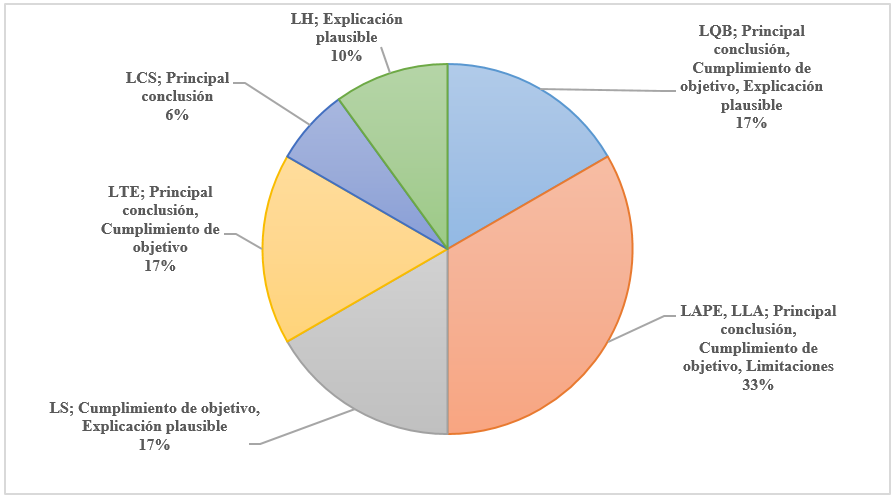 LH; Explicación
plausible
10%
LQB; Principal
conclusión,
Cumplimiento de
objetivo, Explicación
plausible
17%
LCS; Principal
conclusión
6%
LTE; Principal
conclusión,
Cumplimiento de
objetivo
17%
LAPE, LLA; Principal
conclusión,
Cumplimiento de
objetivo, Limitaciones
33%
LS; Cumplimiento de objetivo,
Explicación plausible
17%